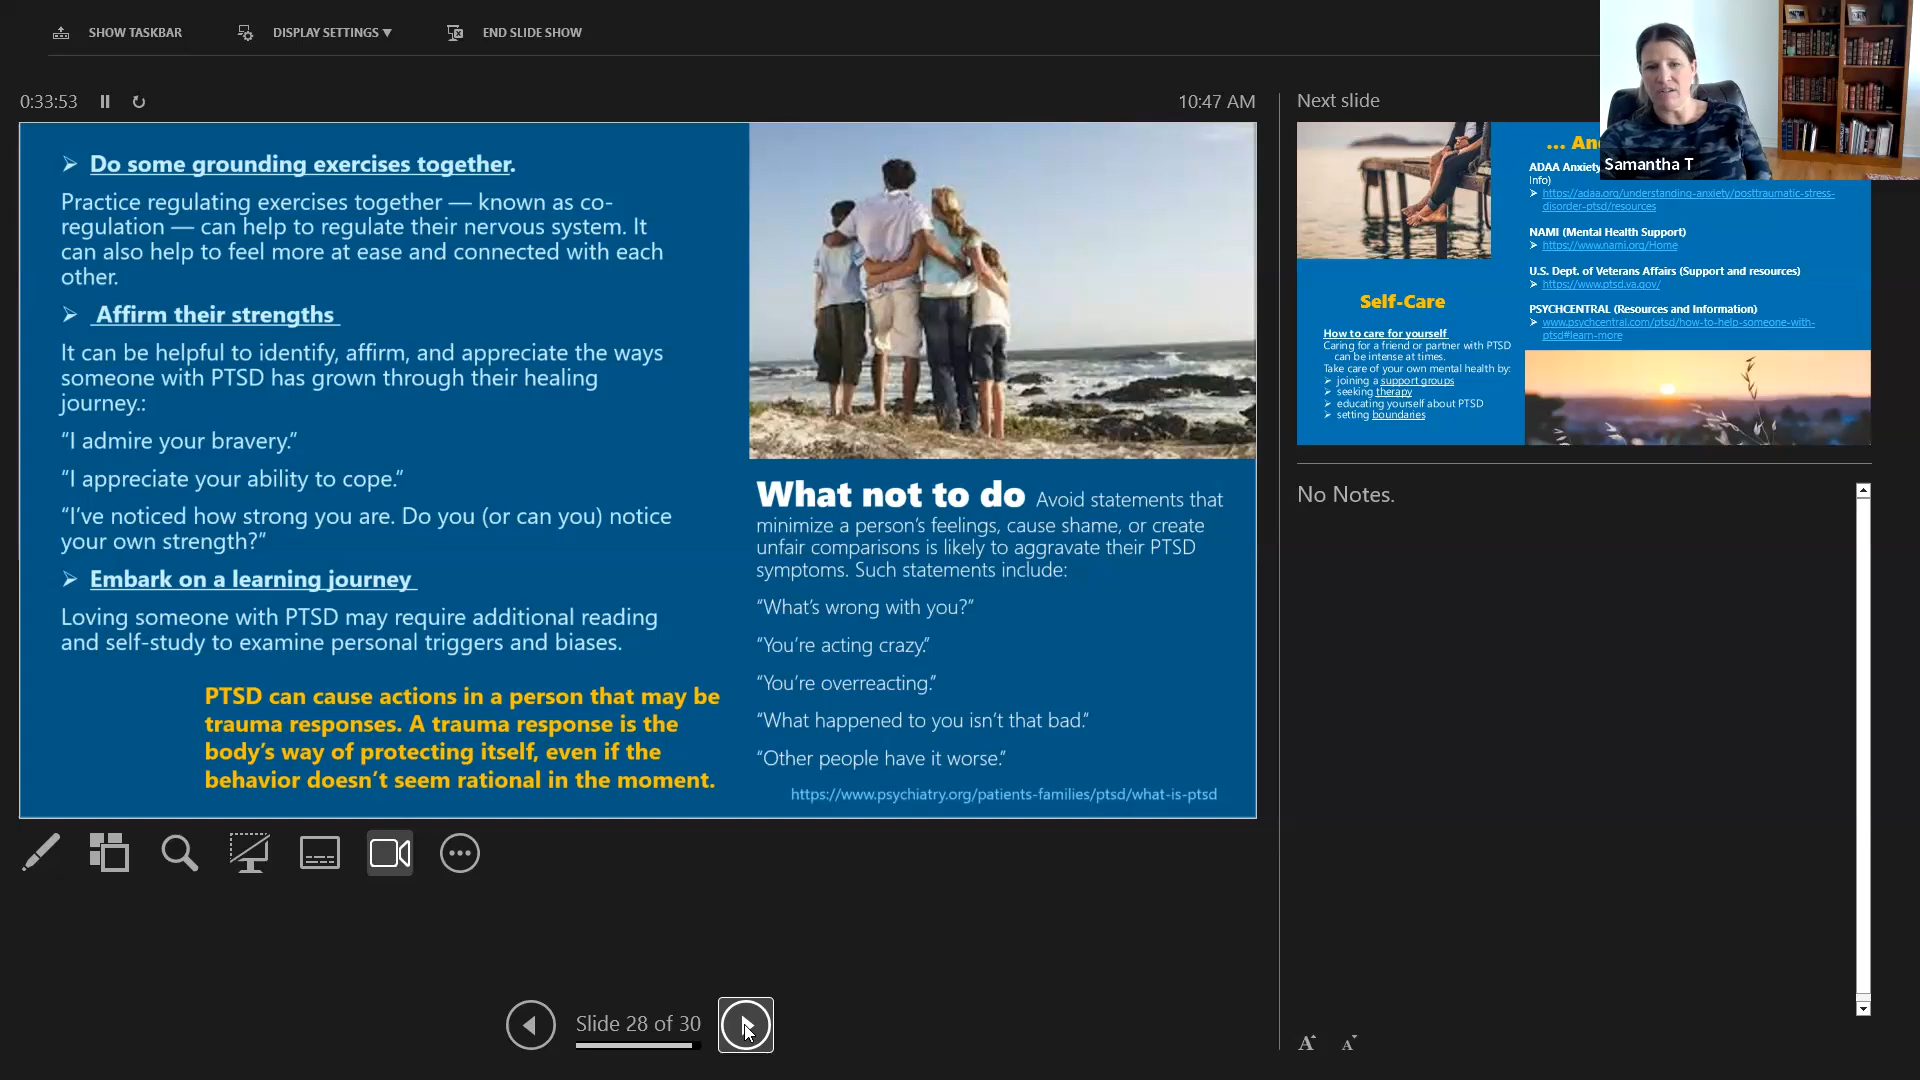 SHOW TASKBAR
DISPLAY SETTINGS ▼
END SLIDE SHOW
0:33:53
10:47 AM
Next slide
➢ Do some grounding exercises together.
Practice regulating exercises together — known as co-
regulation — can help to regulate their nervous system. It
can also help to feel more at ease and connected with each
other.
➢ Affirm their strengths
It can be helpful to identify, affirm, and appreciate the ways
someone with PTSD has grown through their healing
journey.:
“I admire your bravery.”
“I appreciate your ability to cope.”
“I’ve noticed how strong you are. Do you (or can you) notice
your own strength?”
➢ Embark on a learning journey
Loving someone with PTSD may require additional reading
and self-study to examine personal triggers and biases.
PTSD can cause actions in a person that may be
trauma responses. A trauma response is the
body’s way of protecting itself, even if the
behavior doesn’t seem rational in the moment.
What not to do Avoid statements that
minimize a person’s feelings, cause shame, or create
unfair comparisons is likely to aggravate their PTSD
symptoms. Such statements include:
“What’s wrong with you?”
“You’re acting crazy.”
“You’re overreacting.”
“What happened to you isn’t that bad.”
“Other people have it worse.”
https://www.psychiatry.org/patients-families/ptsd/what-is-ptsd
Slide 28 of 30
Self-Care
How to care for yourself
Caring for a friend or partner with PTSD
can be intense at times.
Take care of your own mental health by:
➢ joining a support groups
➢ seeking therapy
➢ educating yourself about PTSD
➢ setting boundaries
...
ADAA Anxiety
Info)
➢ https://adaa.org/understanding-anxiety/posttraumatic-stress-
disorder-ptsd/resources
NAMI (Mental Health Support)
➢ https://www.nami.org/Home
U.S. Dept. of Veterans Affairs (Support and resources)
➢ https://www.ptsd.va.gov/
PSYCHCENTRAL (Resources and Information)
➢ www.psychcentral.com/ptsd/how-to-help-someone-with-
ptsd#learn-more
Samantha T
No Notes.
A A